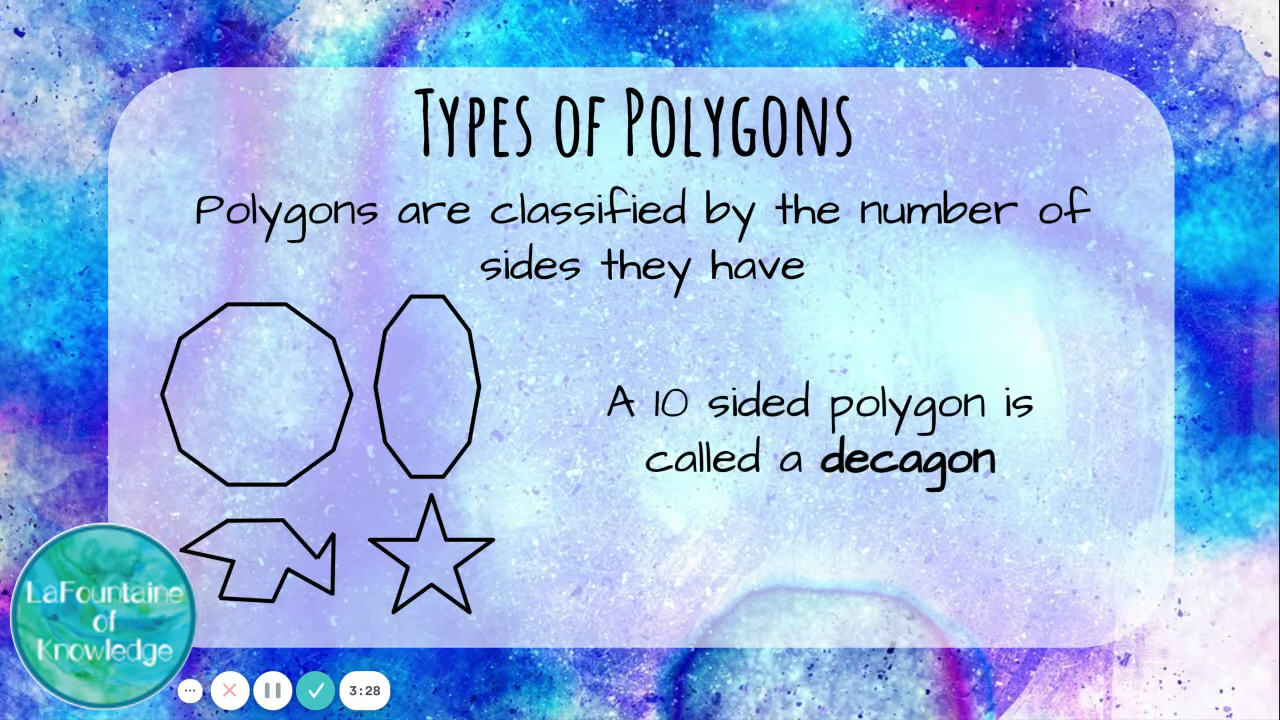 Types of Polygons
Polygons are classified by the number of
sides they have
A 10 sided polygon is
called a decagon
LaFountaine
of
Knowledge
3:28